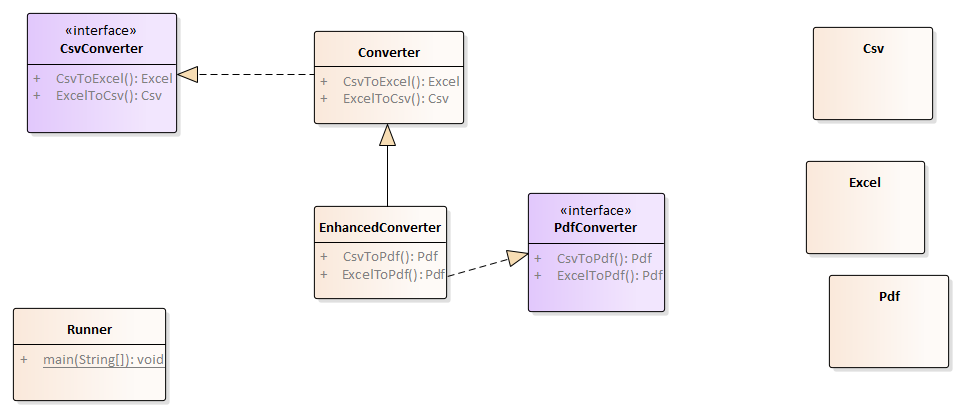 «interface»
CsvConverter
+ CsvToExcel(): Excel
+ ExcelToCsv(): Csv
Converter
+ CsvToExcel(): Excel
+ ExcelToCsv(): Csv
Csv
Excel
EnhancedConverter
+ CsvToPdf(): Pdf
+ ExcelToPdf(): Pdf
«interface»
PdfConverter
+ CsvToPdf(): Pdf
+ ExcelToPdf(): Pdf
Pdf
Runner
+ main(String[]): void